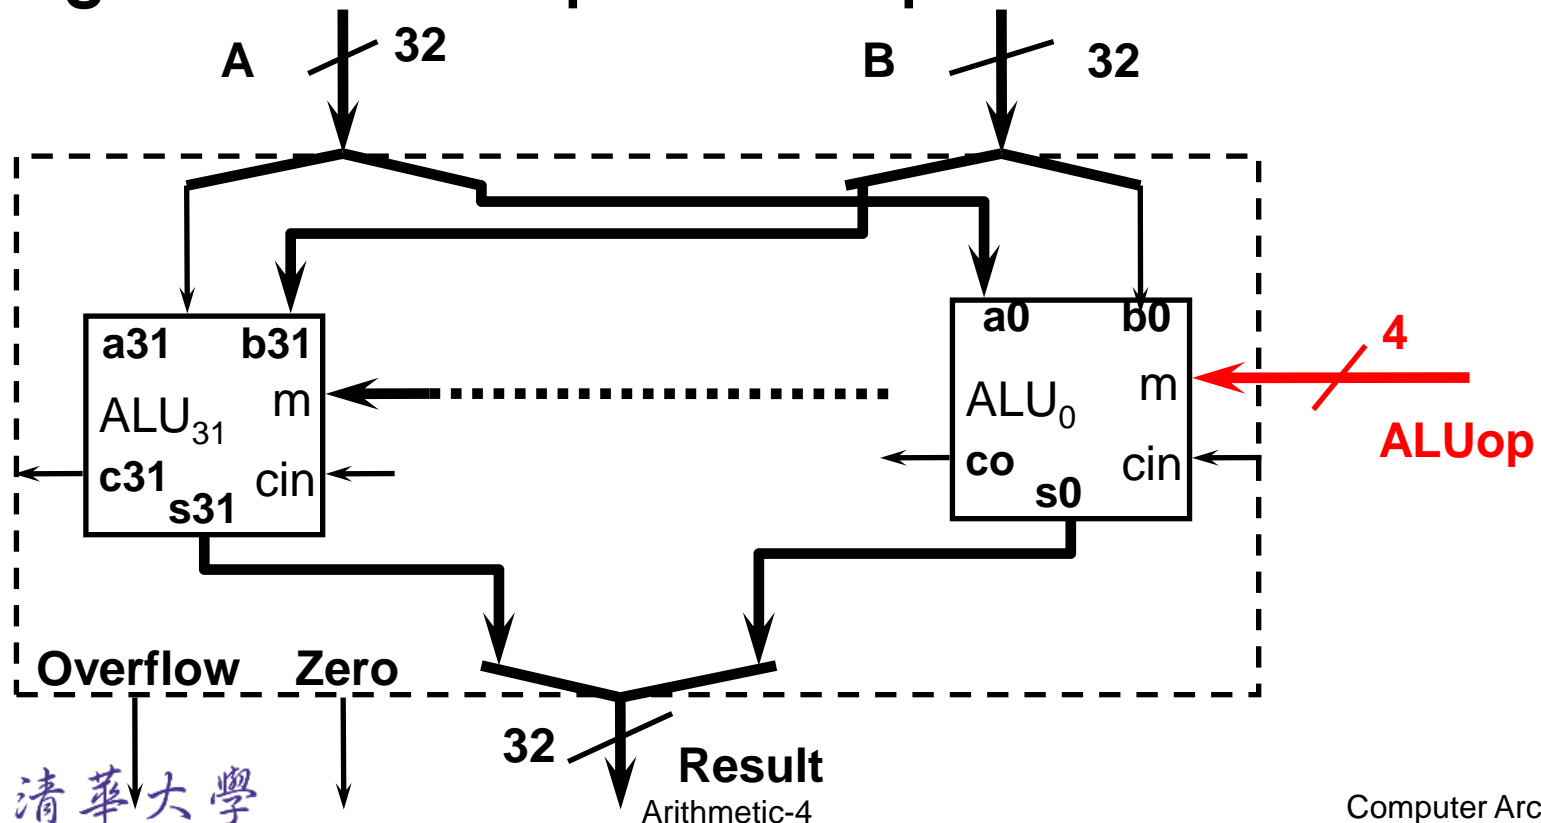 A 32 B 32
a31 b31 a0 b0 4
m m
ALU31 ALU0 ALUop
c31 cin co cin
s31 s0
Overflow Zero
32 Result
清華大學
Arithmetic-4 Computer Arc